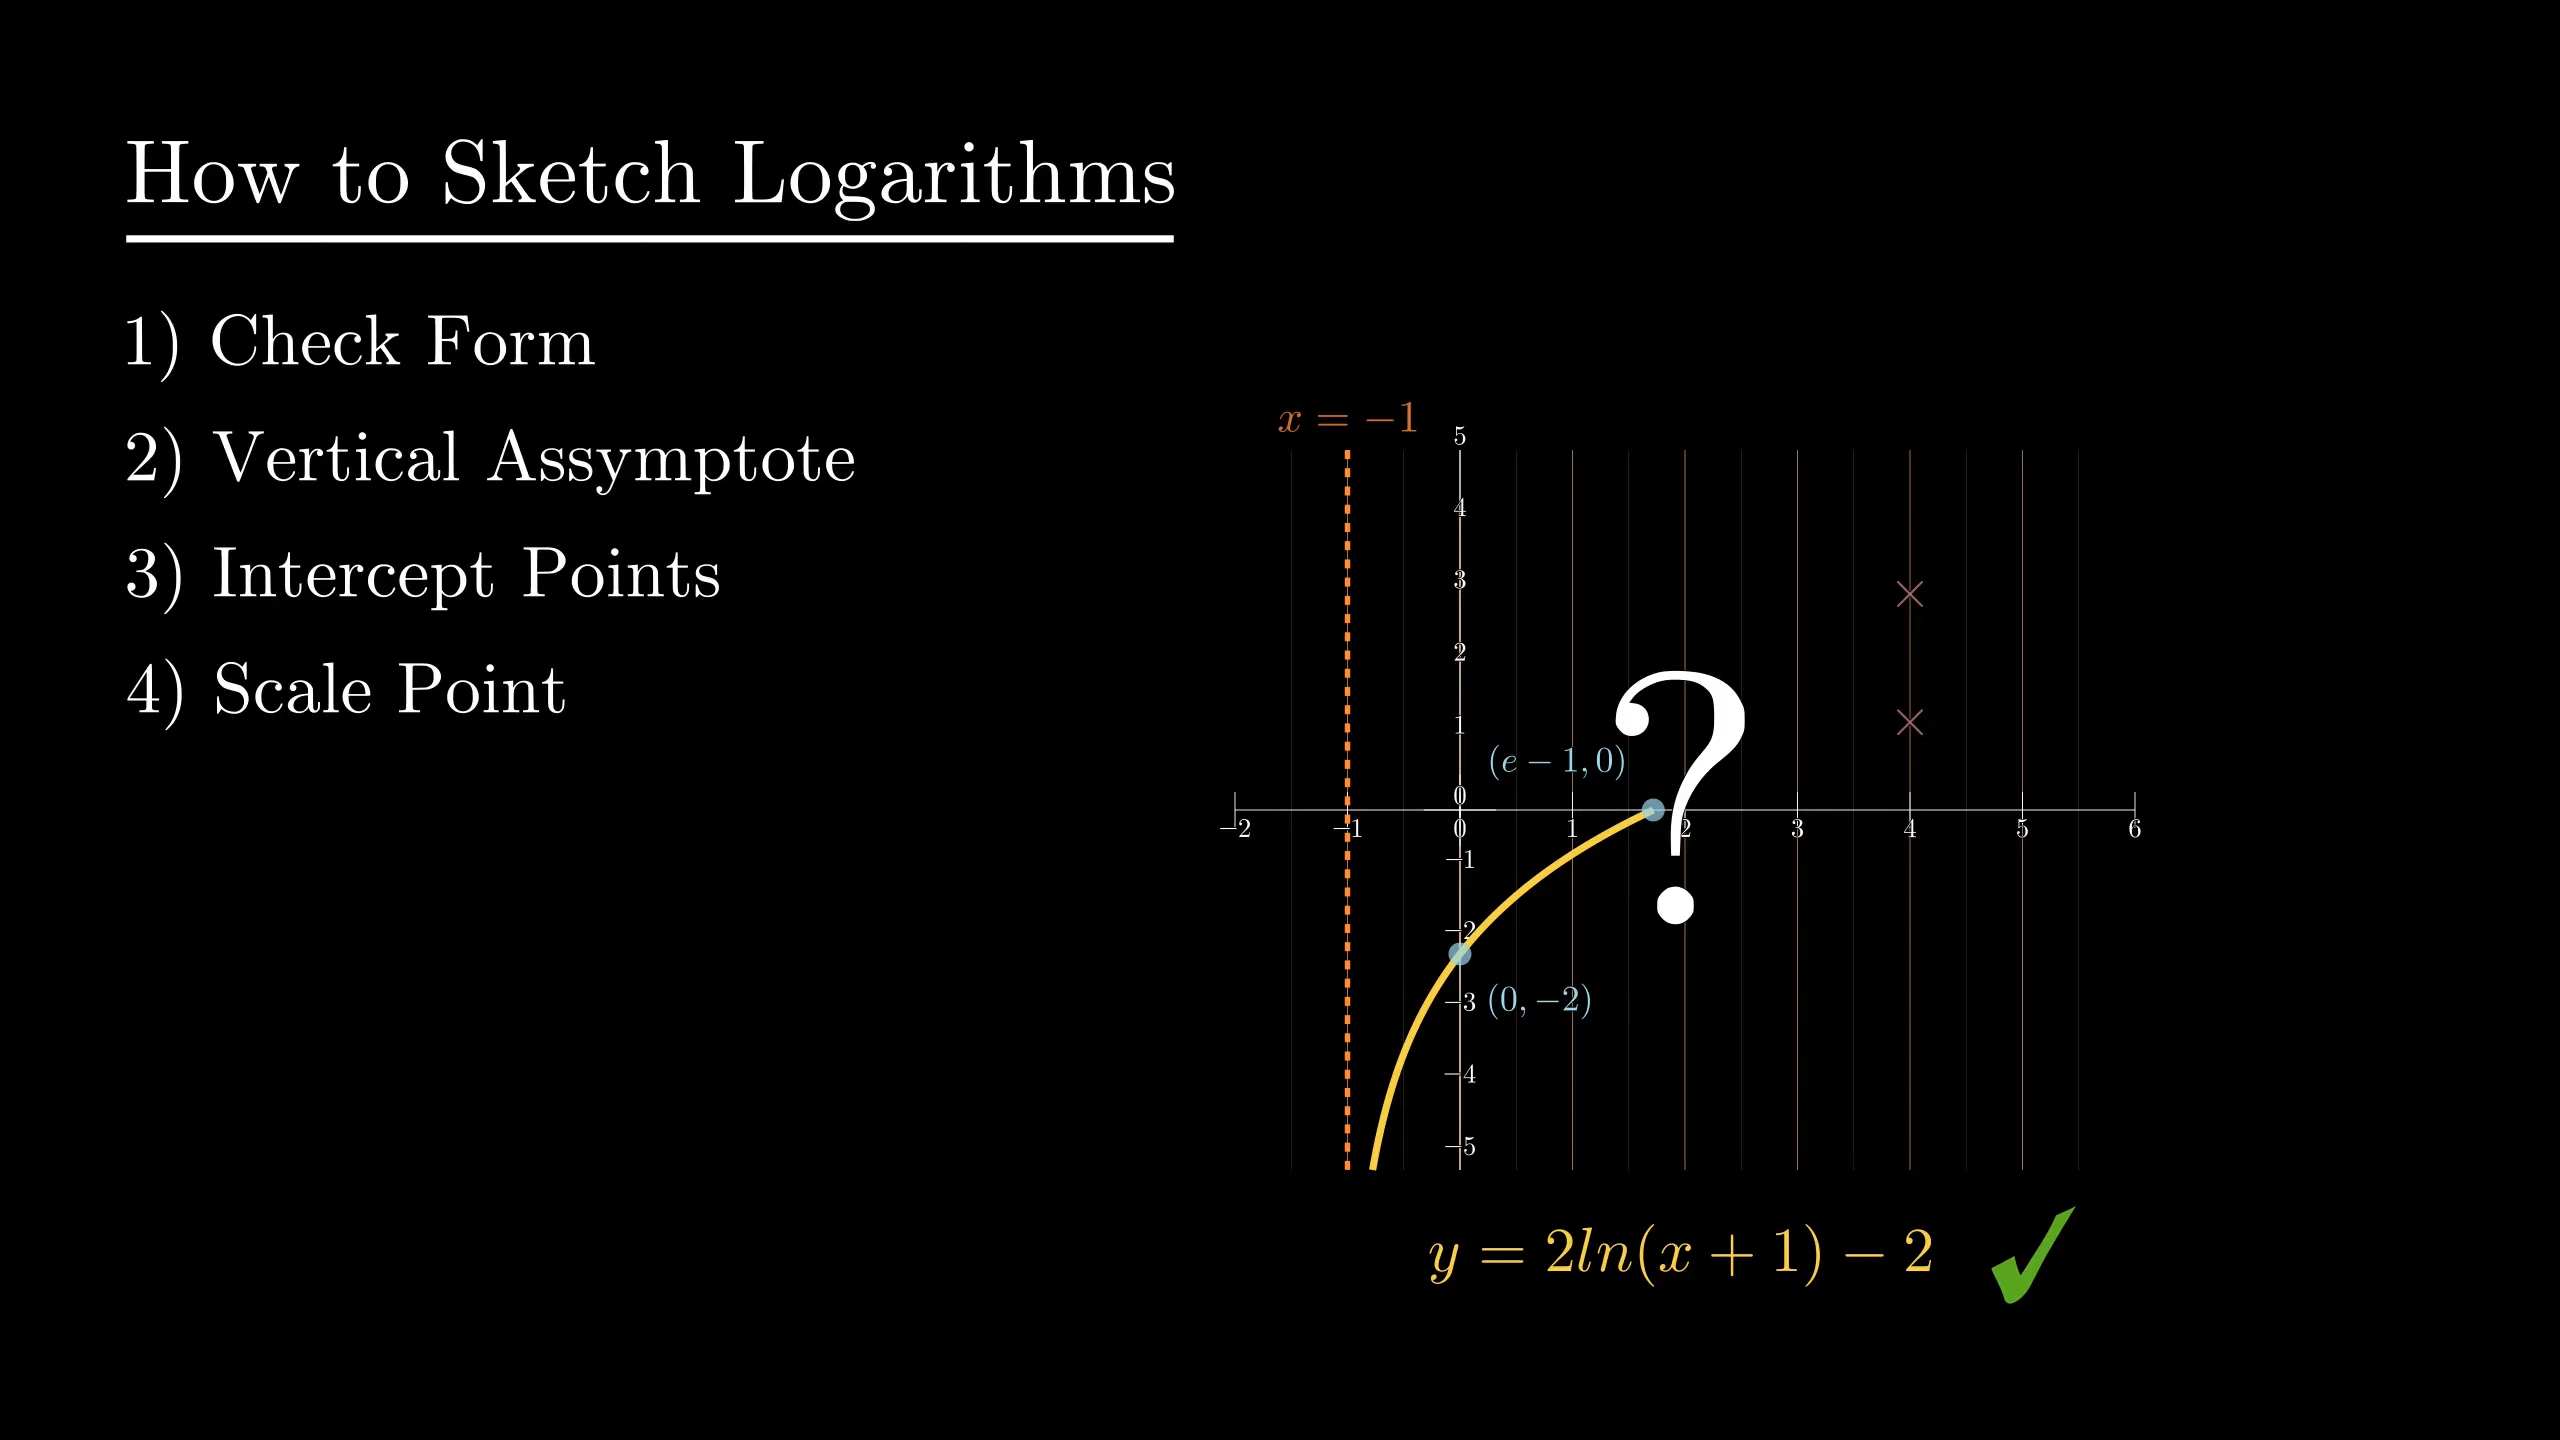 How to Sketch Logarithms
1) Check Form
2) Vertical Assymptote
3) Intercept Points
4) Scale Point
x = −1
5
4
3
2
1
(e − 1, 0)
0
−2 −1 0 1 2 3 4 5 6
−1
−2
−3 (0, −2)
−4
−5
?
y = 2ln(x + 1) − 2 ✓